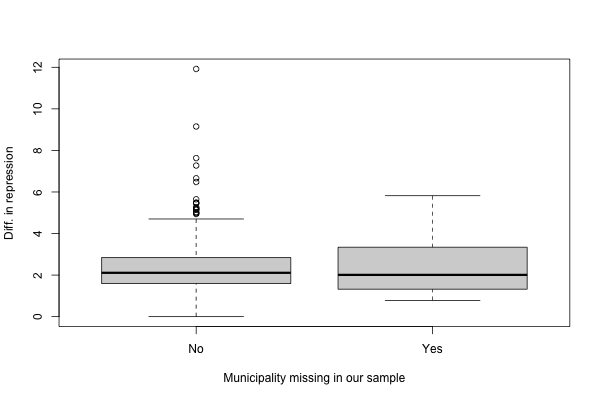 12
10
8
6
4
2
0
Diff. in repression
No Yes
Municipality missing in our sample